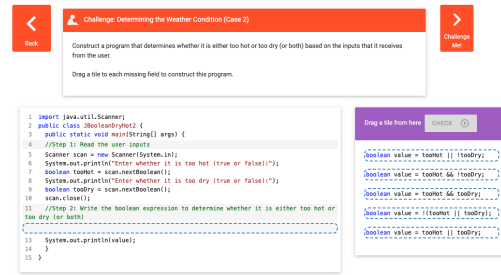 Back
Challenge: Determining the Weather Condition (Case 2)
Construct a program that determines whether it is either too hot or too dry (or both) based on the inputs that it receives
from the user.
Drag a tile to each missing field to construct this program.
Challenge
Me!
1 import java.util.Scanner;
2 public class JBooleanDryHot2 {
3 public static void main(String[] args) {
4 //Step 1: Read the user inputs
5 Scanner scan = new Scanner(System.in);
6 System.out.println("Enter whether it is too hot (true or false):");
7 boolean tooHot = scan.nextBoolean();
8 System.out.println("Enter whether it is too dry (true or false):");
9 boolean tooDry = scan.nextBoolean();
10 scan.close();
11 //Step 2: Write the boolean expression to determine whether it is either too hot or
too dry (or both)
13 System.out.println(value);
14 }
15 }
Drag a tile from here
CHECK
boolean value = tooHot || !tooDry;
boolean value = tooHot && !tooDry;
boolean value = tooHot && tooDry;
boolean value = !(tooHot || tooDry);
boolean value = tooHot || tooDry;